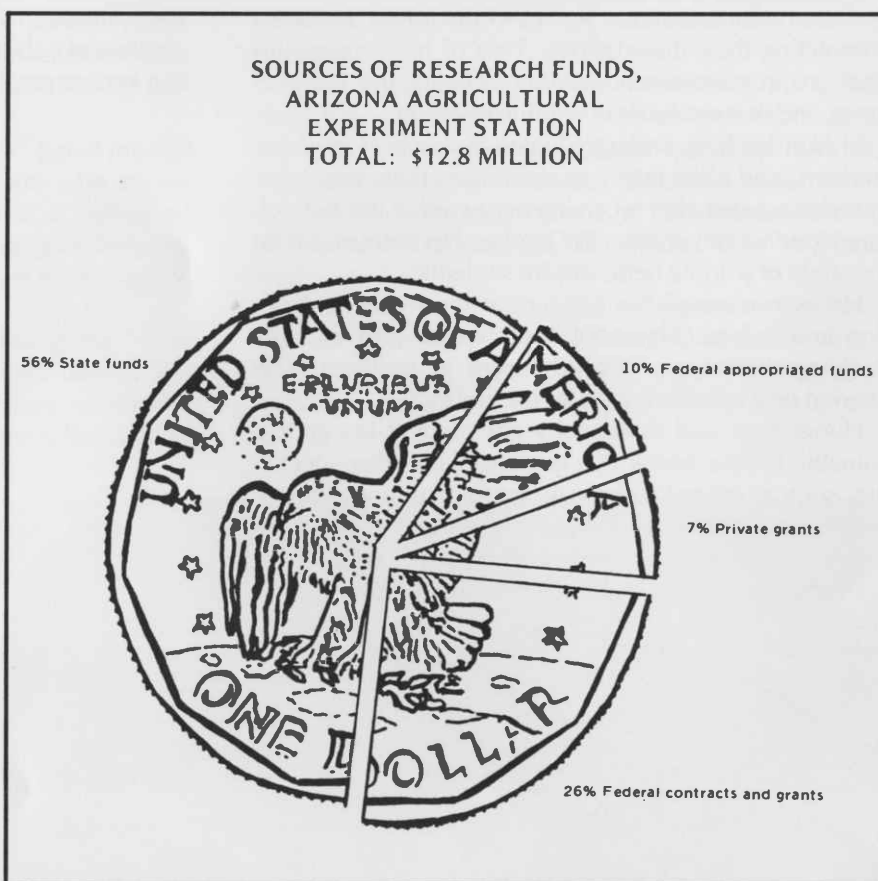 SOURCES OF RESEARCH FUNDS,
ARIZONA AGRICULTURAL
EXPERIMENT STATION
TOTAL: $12.8 MILLION
UNITED STATES OF AMERICA
E·PLURIBUS
·UNUM·
56% State funds
10% Federal appropriated funds
7% Private grants
ONE DOLLAR
26% Federal contracts and grants